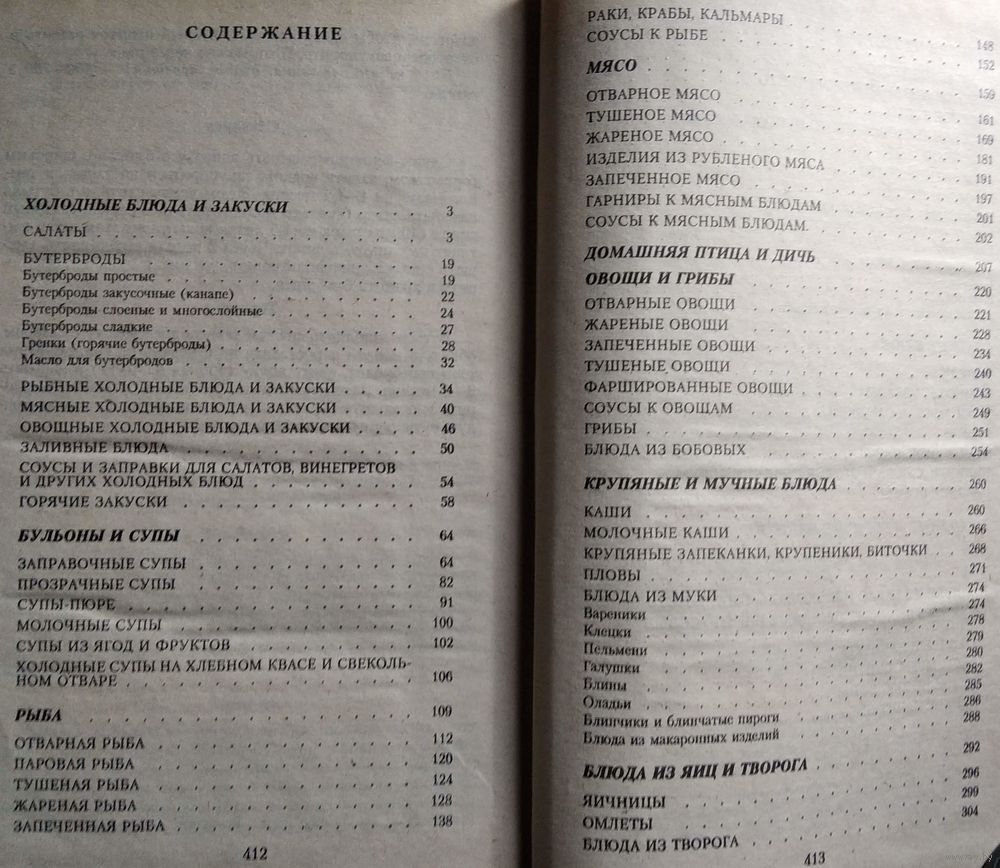 СОДЕРЖАНИЕ
ХОЛОДНЫЕ БЛЮДА И ЗАКУСКИ . . . . . . 3
САЛАТЫ . . . . . . . . . . . . . . . . 3
БУТЕРБРОДЫ . . . . . . . . . . . . . . 19
Бутерброды простые . . . . . . . . . . . 19
Бутерброды закусочные (канапе) . . . . . . . 22
Бутерброды слоеные и многослойные . . . . . . 24
Бутерброды сладкие . . . . . . . . . . . 27
Гренки (горячие бутерброды) . . . . . . . . 28
Масло для бутербродов . . . . . . . . . . 32
РЫБНЫЕ ХОЛОДНЫЕ БЛЮДА И ЗАКУСКИ . . . . 34
МЯСНЫЕ ХОЛОДНЫЕ БЛЮДА И ЗАКУСКИ . . . . 40
ОВОЩНЫЕ ХОЛОДНЫЕ БЛЮДА И ЗАКУСКИ . . . . 46
ЗАЛИВНЫЕ БЛЮДА . . . . . . . . . . . 50
СОУСЫ И ЗАПРАВКИ ДЛЯ САЛАТОВ, ВИНЕГРЕТОВ
И ДРУГИХ ХОЛОДНЫХ БЛЮД . . . . . . . . 54
ГОРЯЧИЕ ЗАКУСКИ . . . . . . . . . . . 58
БУЛЬОНЫ И СУПЫ . . . . . . . . . . 64
ЗАПРАВОЧНЫЕ СУПЫ . . . . . . . . . . 64
ПРОЗРАЧНЫЕ СУПЫ . . . . . . . . . . . 82
СУПЫ-ПЮРЕ . . . . . . . . . . . . . 91
МОЛОЧНЫЕ СУПЫ . . . . . . . . . . . 100
СУПЫ ИЗ ЯГОД И ФРУКТОВ . . . . . . . . 102
ХОЛОДНЫЕ СУПЫ НА ХЛЕБНОМ КВАСЕ И СВЕКОЛЬ-
НОМ ОТВАРЕ . . . . . . . . . . . . . 106
РЫБА . . . . . . . . . . . . . . 109
ОТВАРНАЯ РЫБА . . . . . . . . . . . 112
ПАРОВАЯ РЫБА . . . . . . . . . . . . 120
ТУШЕНАЯ РЫБА . . . . . . . . . . . . 124
ЖАРЕНАЯ РЫБА . . . . . . . . . . . . 128
ЗАПЕЧЕННАЯ РЫБА . . . . . . . . . . . 138
412
РАКИ, КРАБЫ, КАЛЬМАРЫ . . . . . . . . 148
СОУСЫ К РЫБЕ . . . . . . . . . . . . 152
МЯСО . . . . . . . . . . . . . . 159
ОТВАРНОЕ МЯСО . . . . . . . . . . . 161
ТУШЕНОЕ МЯСО . . . . . . . . . . . . 169
ЖАРЕНОЕ МЯСО . . . . . . . . . . . . 181
ИЗДЕЛИЯ ИЗ РУБЛЕНОГО МЯСА . . . . . . . 191
ЗАПЕЧЕННОЕ МЯСО . . . . . . . . . . . 197
ГАРНИРЫ К МЯСНЫМ БЛЮДАМ . . . . . . . 201
СОУСЫ К МЯСНЫМ БЛЮДАМ. . . . . . . . . 202
ДОМАШНЯЯ ПТИЦА И ДИЧЬ . . . . . . . 207
ОВОЩИ И ГРИБЫ . . . . . . . . . . 220
ОТВАРНЫЕ ОВОЩИ . . . . . . . . . . . 221
ЖАРЕНЫЕ ОВОЩИ . . . . . . . . . . . 228
ЗАПЕЧЕННЫЕ ОВОЩИ . . . . . . . . . . 234
ТУШЕНЫЕ ОВОЩИ . . . . . . . . . . . 240
ФАРШИРОВАННЫЕ ОВОЩИ . . . . . . . . . 243
СОУСЫ К ОВОЩАМ . . . . . . . . . . . 249
ГРИБЫ . . . . . . . . . . . . . . 251
БЛЮДА ИЗ БОБОВЫХ . . . . . . . . . . 254
КРУПЯНЫЕ И МУЧНЫЕ БЛЮДА . . . . . . 260
КАШИ . . . . . . . . . . . . . . . 260
МОЛОЧНЫЕ КАШИ . . . . . . . . . . . 266
КРУПЯНЫЕ ЗАПЕКАНКИ, КРУПЕНИКИ, БИТОЧКИ . . 268
ПЛОВЫ . . . . . . . . . . . . . . 271
БЛЮДА ИЗ МУКИ . . . . . . . . . . . 274
Вареники . . . . . . . . . . . . . . 274
Клецки . . . . . . . . . . . . . . . 278
Пельмени . . . . . . . . . . . . . . 279
Галушки . . . . . . . . . . . . . . 280
Блины . . . . . . . . . . . . . . . 282
Оладьи . . . . . . . . . . . . . . . 285
Блинчики и блинчатые пироги . . . . . . . . 286
Блюда из макаронных изделий . . . . . . . . 288
БЛЮДА ИЗ ЯИЦ И ТВОРОГА . . . . . . . 292
ЯИЧНИЦЫ . . . . . . . . . . . . . 296
ОМЛЕТЫ . . . . . . . . . . . . . . 299
БЛЮДА ИЗ ТВОРОГА . . . . . . . . . . 304
413